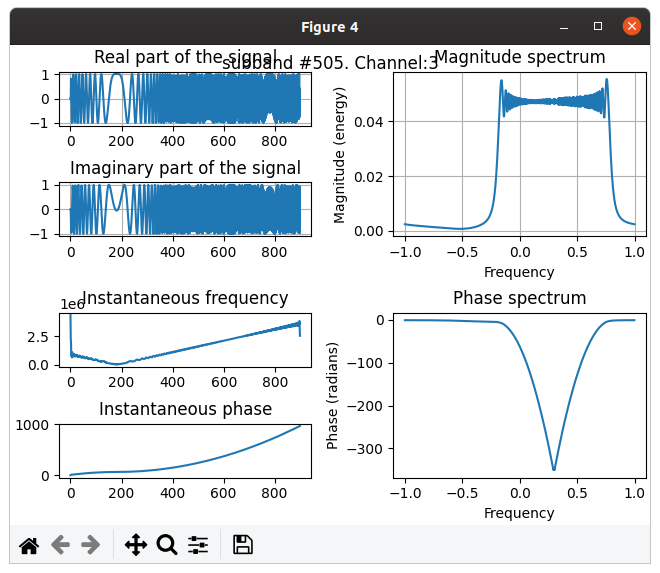 Figure 4
subband #505. Channel:3
Real part of the signal
1
0
−1
0 200 400 600 800
Imaginary part of the signal
1
0
−1
0 200 400 600 800
Instantaneous frequency
1e6
2.5
0.0
0 200 400 600 800
Instantaneous phase
1000
0
0 200 400 600 800
Magnitude spectrum
Magnitude (energy)
0.04
0.02
0.00
−1.0 −0.5 0.0 0.5 1.0
Frequency
Phase spectrum
Phase (radians)
0
−100
−200
−300
−1.0 −0.5 0.0 0.5 1.0
Frequency